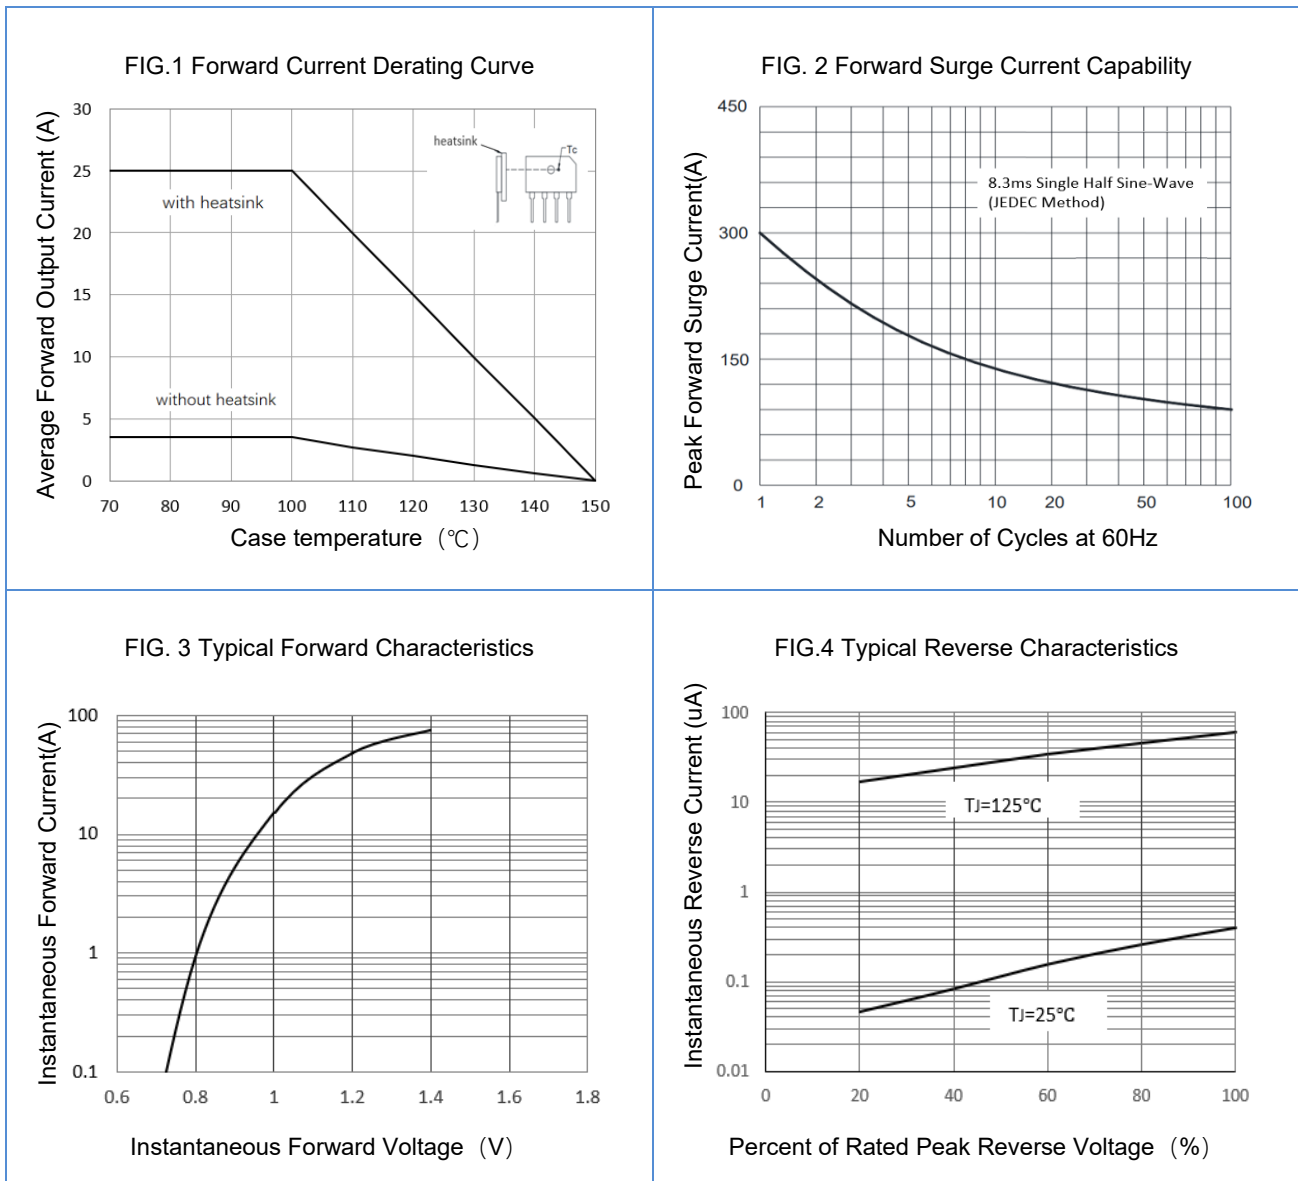 FIG.1 Forward Current Derating Curve
Average Forward Output Current (A)
30
25
20
15
10
5
0
heatsink
Tc
with heatsink
without heatsink
70 80 90 100 110 120 130 140 150
Case temperature（℃）
FIG. 2 Forward Surge Current Capability
Peak Forward Surge Current(A)
450
300
150
0
8.3ms Single Half Sine-Wave
(JEDEC Method)
1 2 5 10 20 50 100
Number of Cycles at 60Hz
FIG. 3 Typical Forward Characteristics
Instantaneous Forward Current(A)
100
10
1
0.1
0.6 0.8 1 1.2 1.4 1.6 1.8
Instantaneous Forward Voltage（V）
FIG.4 Typical Reverse Characteristics
Instantaneous Reverse Current (uA)
100
10
1
0.1
0.01
TJ=125℃
TJ=25℃
0 20 40 60 80 100
Percent of Rated Peak Reverse Voltage（%）